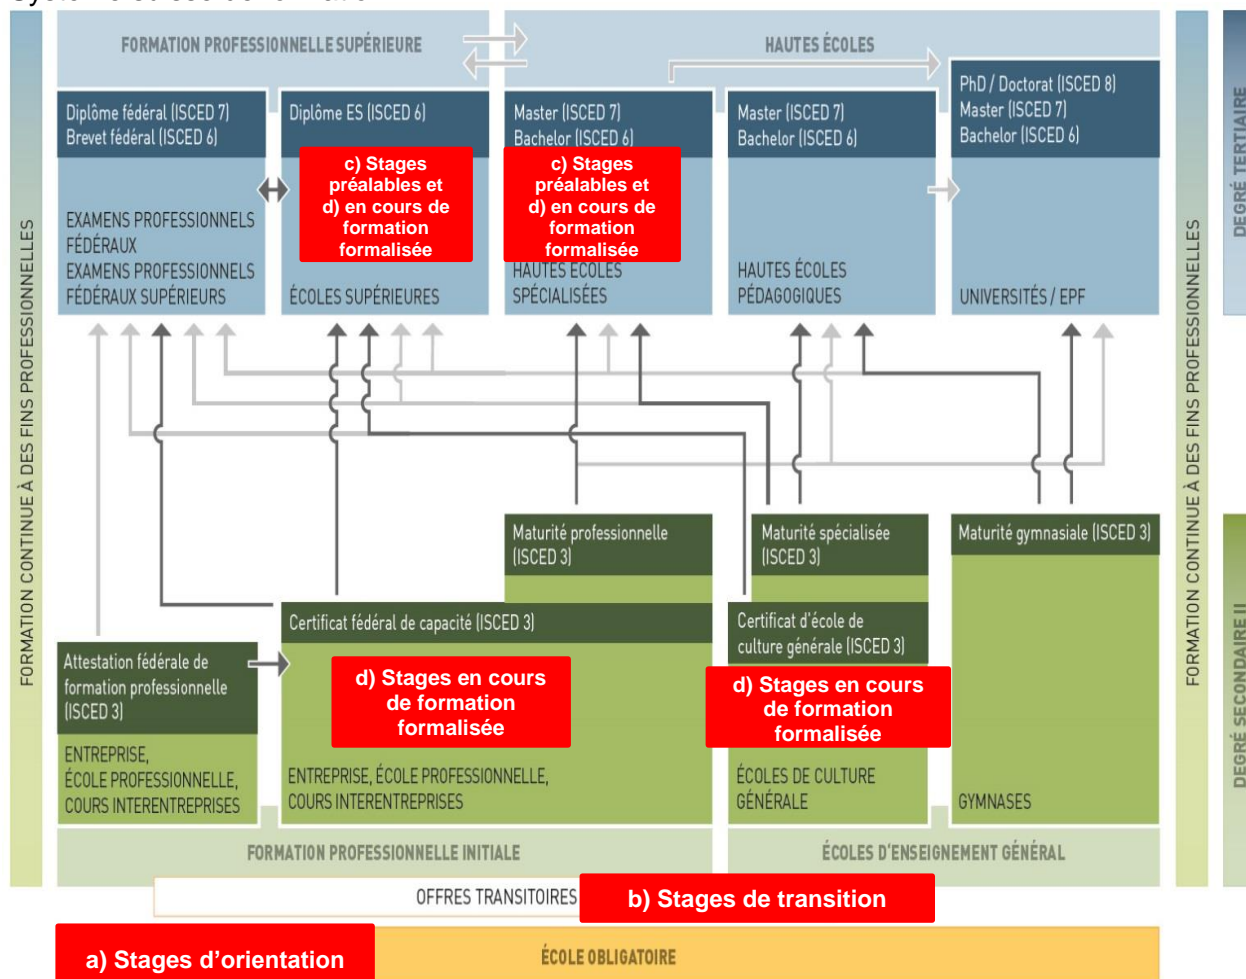 FORMATION PROFESSIONNELLE SUPÉRIEURE
HAUTES ÉCOLES
Diplôme fédéral (ISCED 7)
Brevet fédéral (ISCED 6)
EXAMENS PROFESSIONNELS
FÉDÉRAUX
EXAMENS PROFESSIONNELS
FÉDÉRAUX SUPÉRIEURS
Diplôme ES (ISCED 6)
c) Stages
préalables et
d) en cours de
formation
formalisée
ÉCOLES SUPÉRIEURES
Master (ISCED 7)
Bachelor (ISCED 6)
c) Stages
préalables et
d) en cours de
formation
formalisée
HAUTES ÉCOLES
SPÉCIALISÉES
Master (ISCED 7)
Bachelor (ISCED 6)
HAUTES ÉCOLES
PÉDAGOGIQUES
PhD / Doctorat (ISCED 8)
Master (ISCED 7)
Bachelor (ISCED 6)
UNIVERSITÉS / EPF
DEGRÉ TERTIAIRE
FORMATION CONTINUE À DES FINS PROFESSIONNELLES
FORMATION CONTINUE À DES FINS PROFESSIONNELLES
Maturité professionnelle
(ISCED 3)
Maturité spécialisée
(ISCED 3)
Maturité gymnasiale (ISCED 3)
Certificat fédéral de capacité (ISCED 3)
Certificat d'école de
culture générale (ISCED 3)
Attestation fédérale de
formation professionnelle
(ISCED 3)
d) Stages en cours
de formation
formalisée
d) Stages en cours
de formation
formalisée
ENTREPRISE,
ÉCOLE PROFESSIONNELLE,
COURS INTERENTREPRISES
ENTREPRISE, ÉCOLE PROFESSIONNELLE,
COURS INTERENTREPRISES
ÉCOLES DE CULTURE
GÉNÉRALE
GYMNASES
DEGRÉ SECONDAIRE II
FORMATION PROFESSIONNELLE INITIALE
ÉCOLES D'ENSEIGNEMENT GÉNÉRAL
OFFRES TRANSITOIRES
b) Stages de transition
a) Stages d'orientation
ÉCOLE OBLIGATOIRE